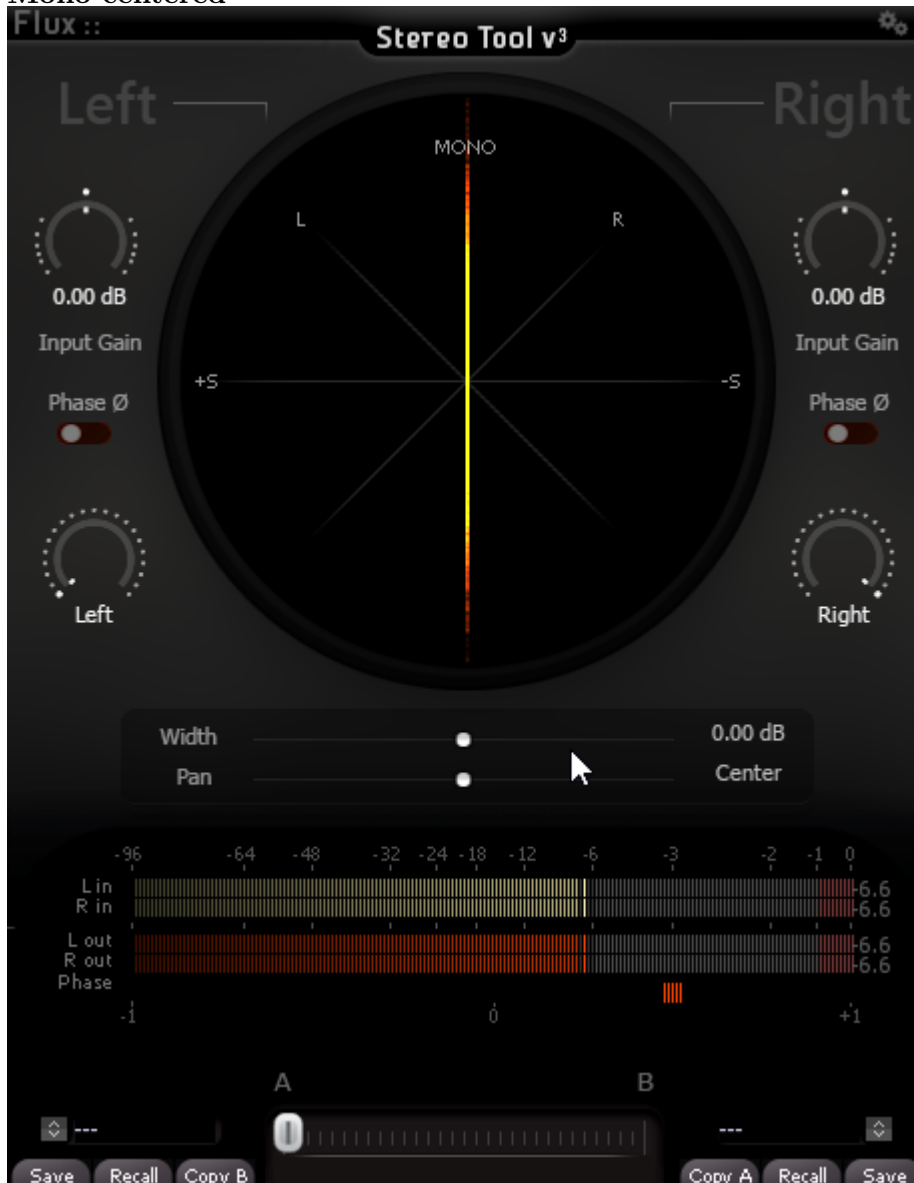 Mono centered
Flux ::
Stereo Tool v³
Left
Right
MONO
L
R
0.00 dB
0.00 dB
Input Gain
Input Gain
+S
-S
Phase Ø
Phase Ø
Left
Right
Width
0.00 dB
Pan
Center
-96 -64 -48 -32 -24 -18 -12 -6 -3 -2 -1 0
L in
-6.6
R in
-6.6
L out
-6.6
R out
-6.6
Phase
-1 0 +1
A B
---
---
Save Recall Copy B
Copy A Recall Save